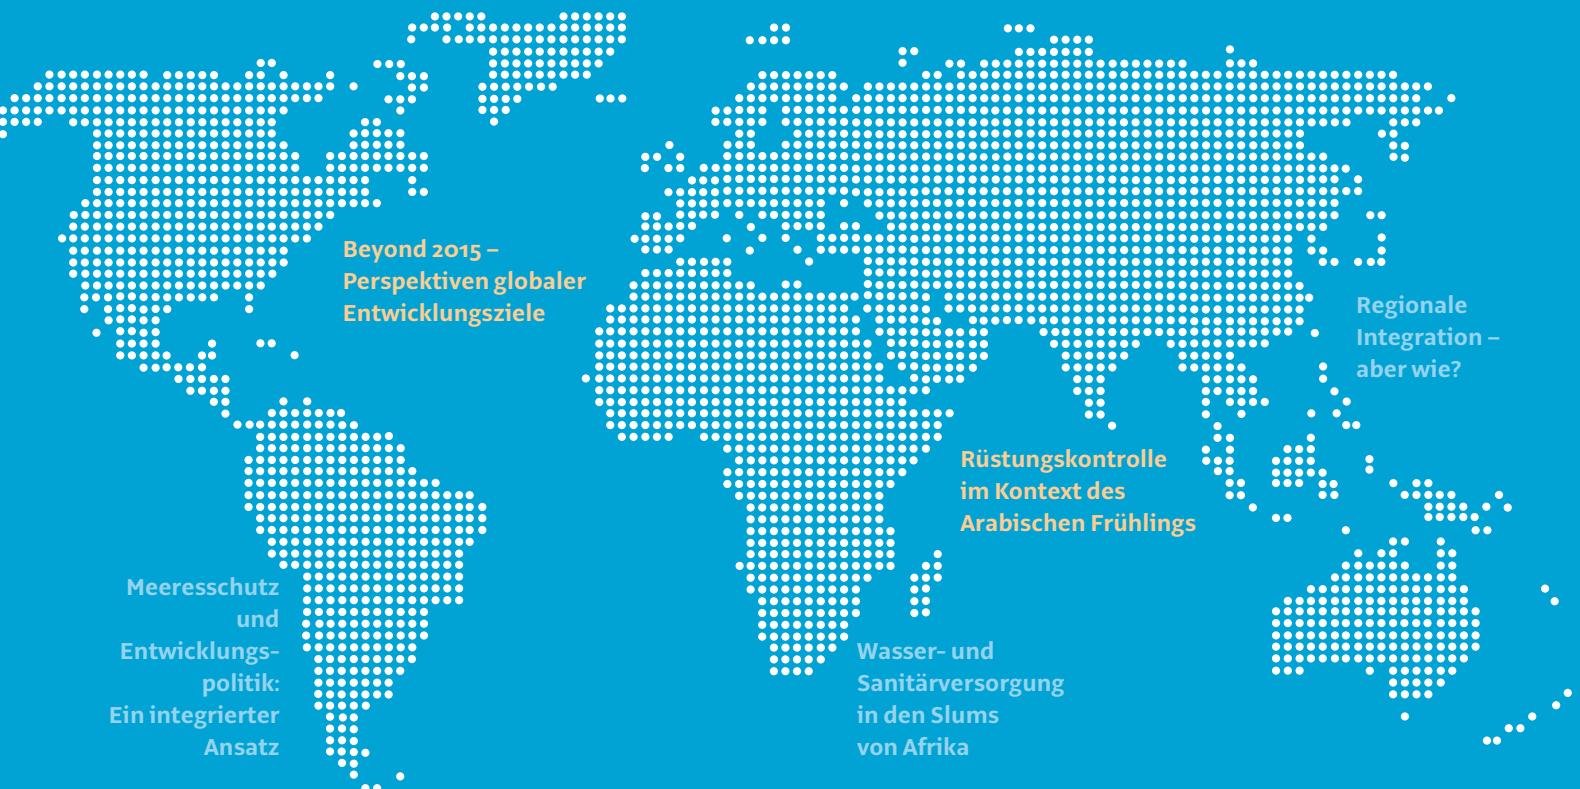 Beyond 2015 –
Perspektiven globaler
Entwicklungsziele
Regionale
Integration –
aber wie?
Rüstungskontrolle
im Kontext des
Arabischen Frühlings
Meeresschutz
und
Entwicklungs-
politik:
Ein integrierter
Ansatz
Wasser- und
Sanitärversorgung
in den Slums
von Afrika